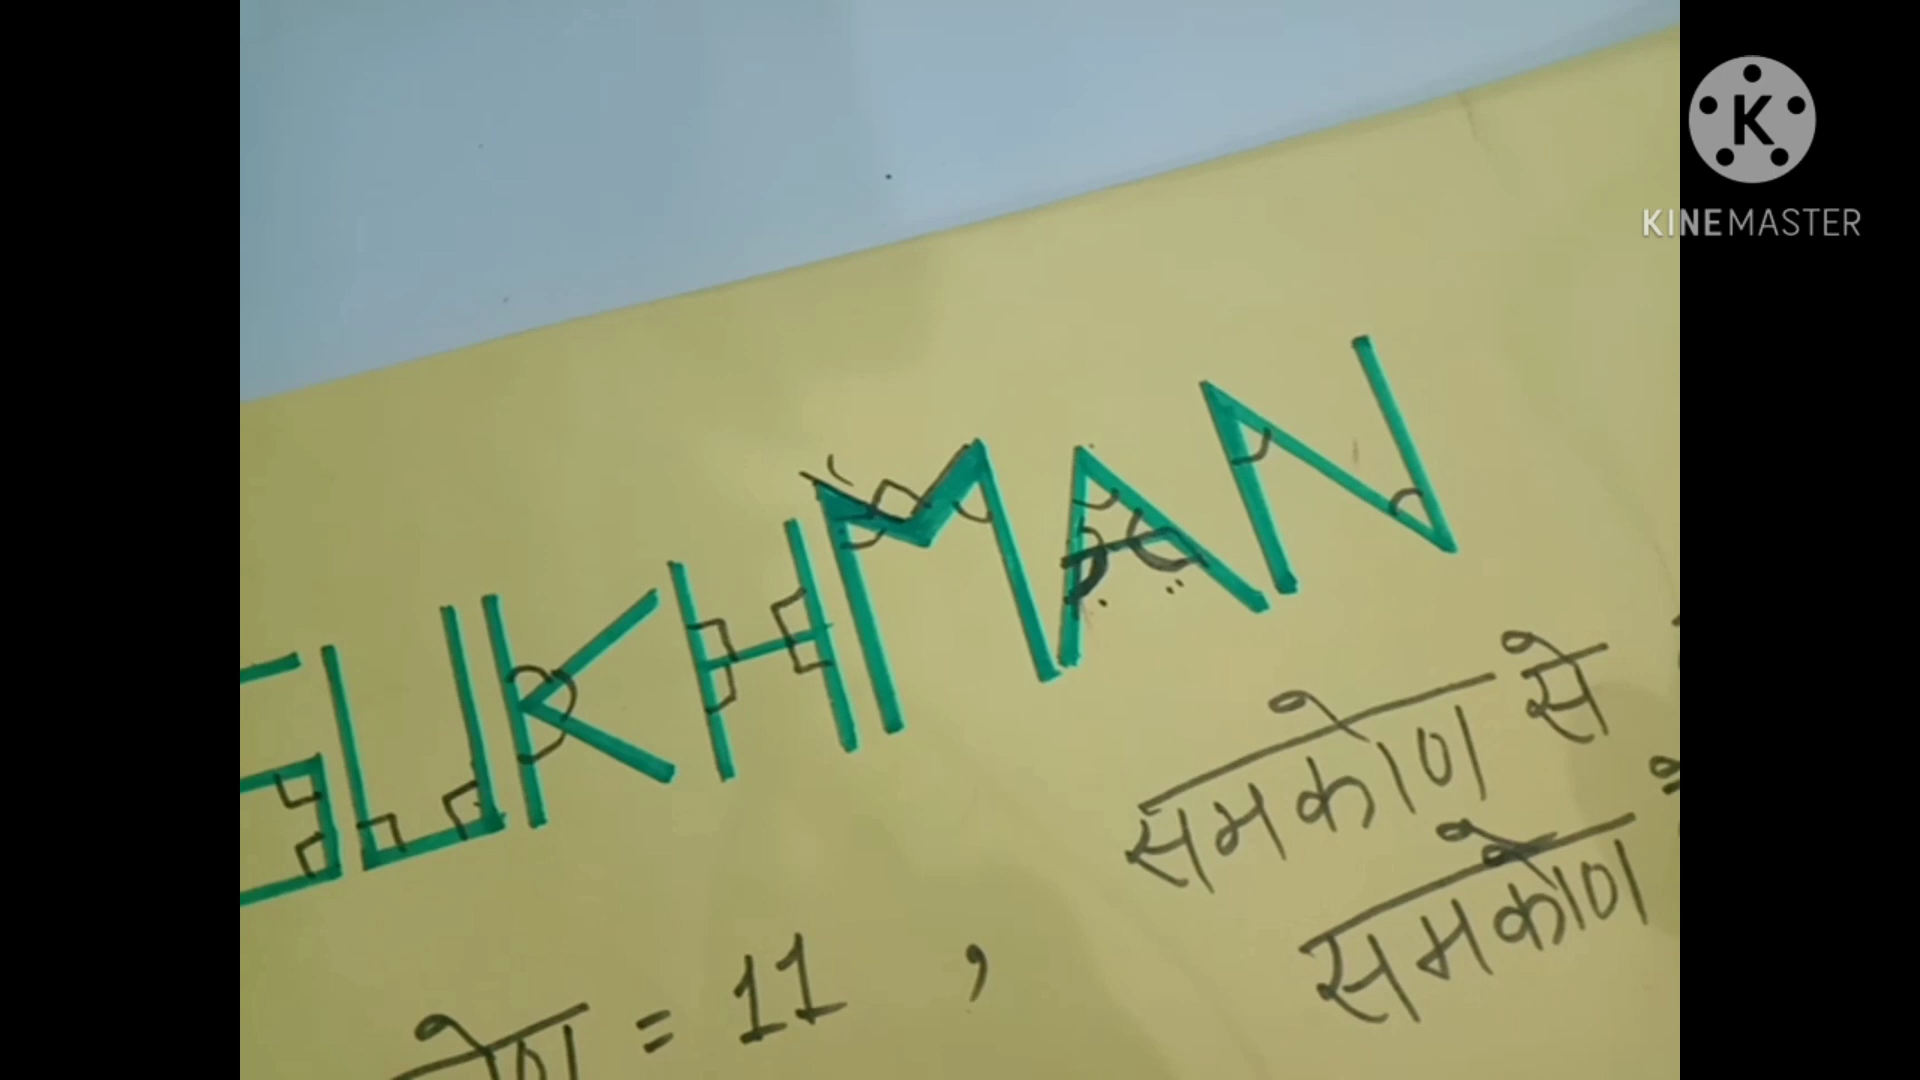 K
KINEMASTER
SUKHMAN
समकोण से
समकोण
= 11 ,